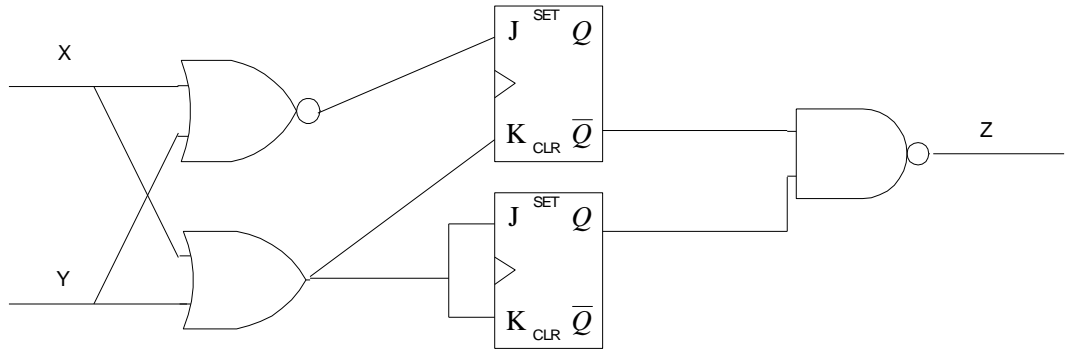 X
Y
J SET Q
K CLR Q̅
J SET Q
K CLR Q̅
Z